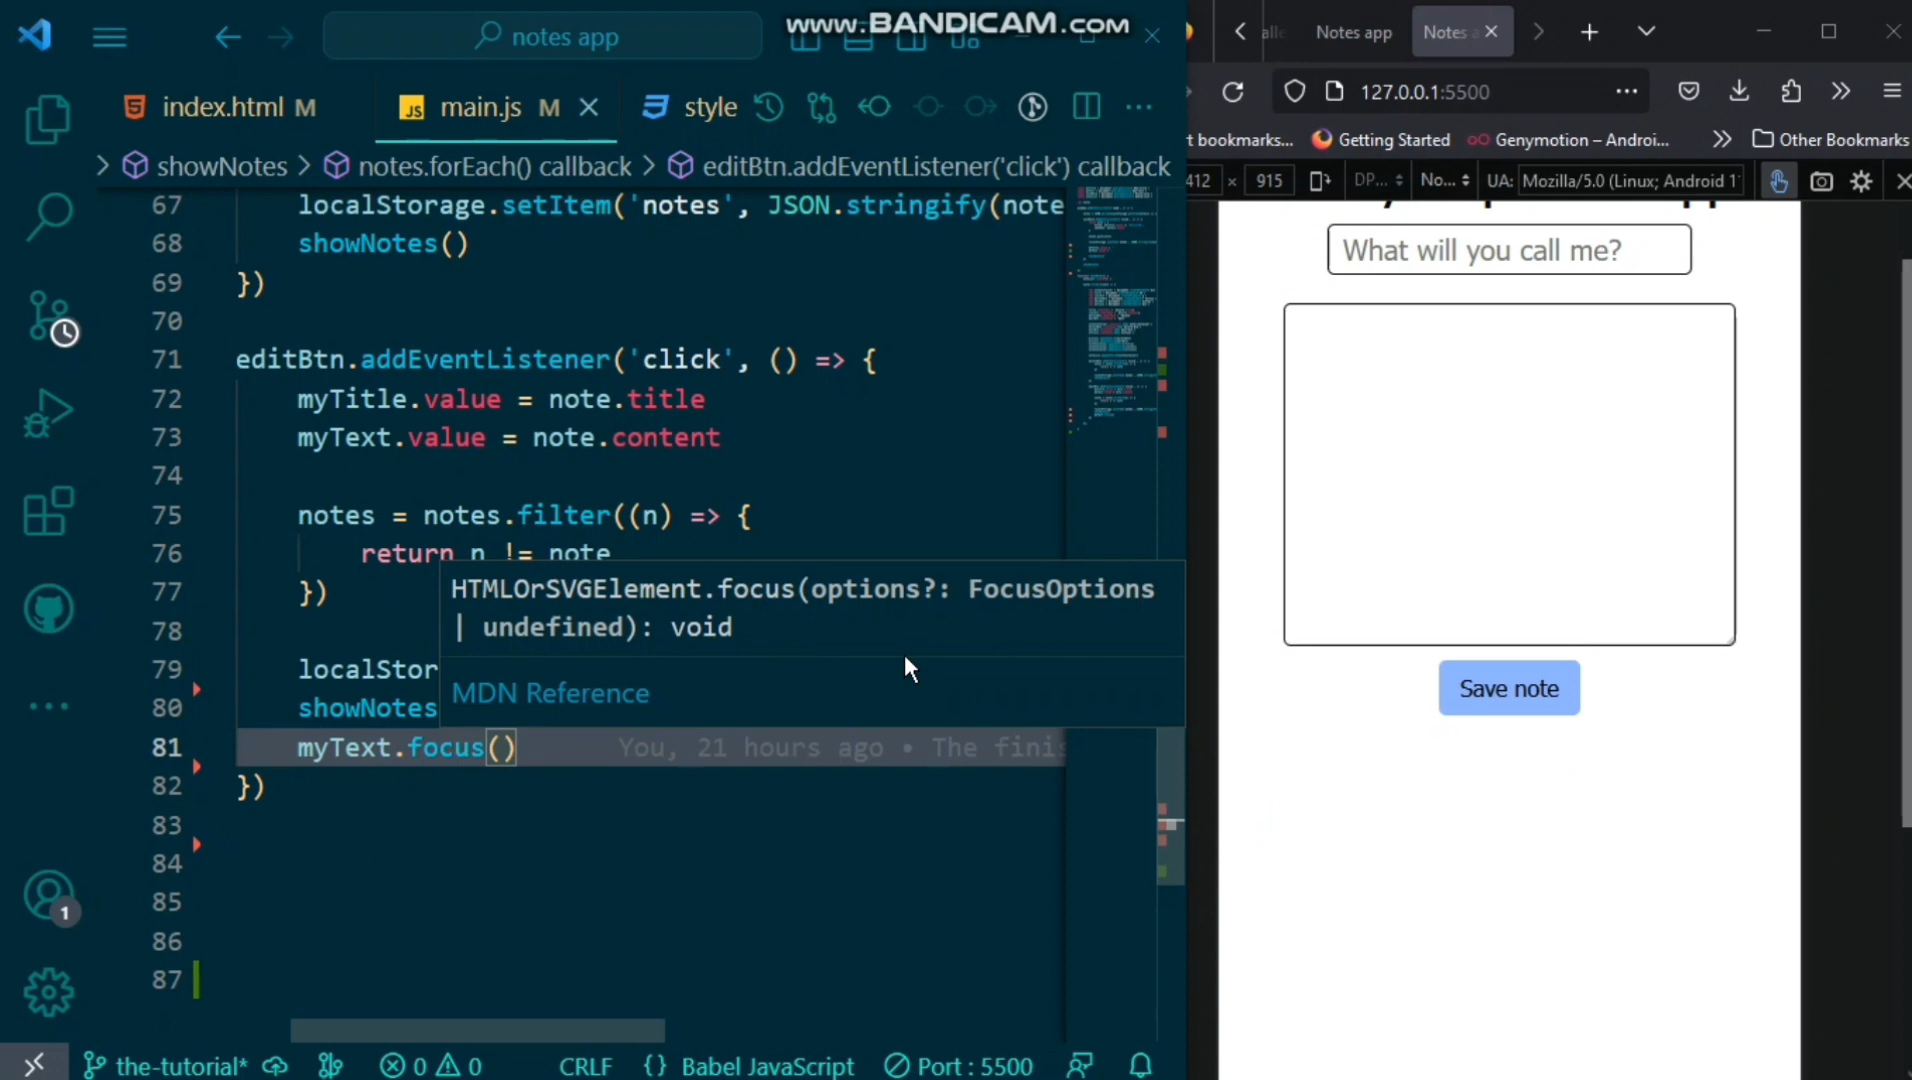 notes app
www.BANDICAM.com
Notes app
Notes
index.html M
JS main.js M
style
127.0.0.1:5500
showNotes
notes.forEach() callback
editBtn.addEventListener('click') callback
bookmarks...
Getting Started
Genymotion – Androi...
Other Bookmarks
412 × 915
DP...
No...
UA: Mozilla/5.0 (Linux; Android 1
67 localStorage.setItem('notes', JSON.stringify(note
68 showNotes()
69 })
70
71 editBtn.addEventListener('click', () => {
72 myTitle.value = note.title
73 myText.value = note.content
74
75 notes = notes.filter((n) => {
76 return n != note
77 })
78
79 localStor
80 showNotes
81 myText.focus() You, 21 hours ago • The finis
82 })
83
84
85
86
87
HTMLOrSVGElement.focus(options?: FocusOptions
| undefined): void
MDN Reference
What will you call me?
Save note
1
the-tutorial*
0
0
CRLF
{} Babel JavaScript
Port : 5500